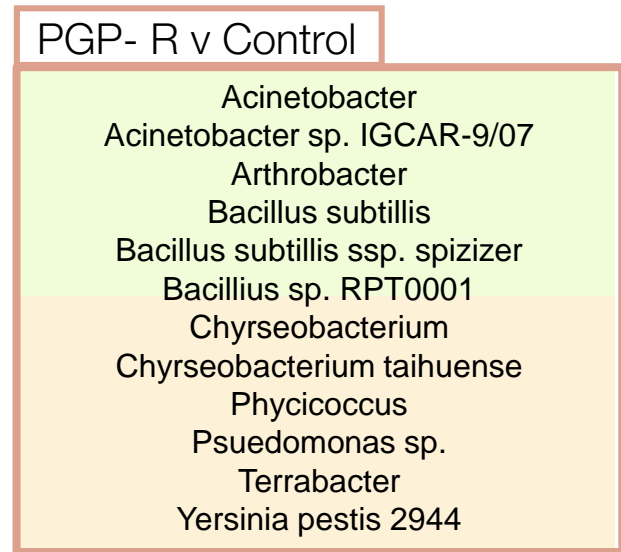 PGP- R v Control
Acinetobacter
Acinetobacter sp. IGCAR-9/07
Arthrobacter
Bacillus subtillis
Bacillus subtillis ssp. spizizer
Bacillius sp. RPT0001
Chyrseobacterium
Chyrseobacterium taihuense
Phycicoccus
Psuedomonas sp.
Terrabacter
Yersinia pestis 2944